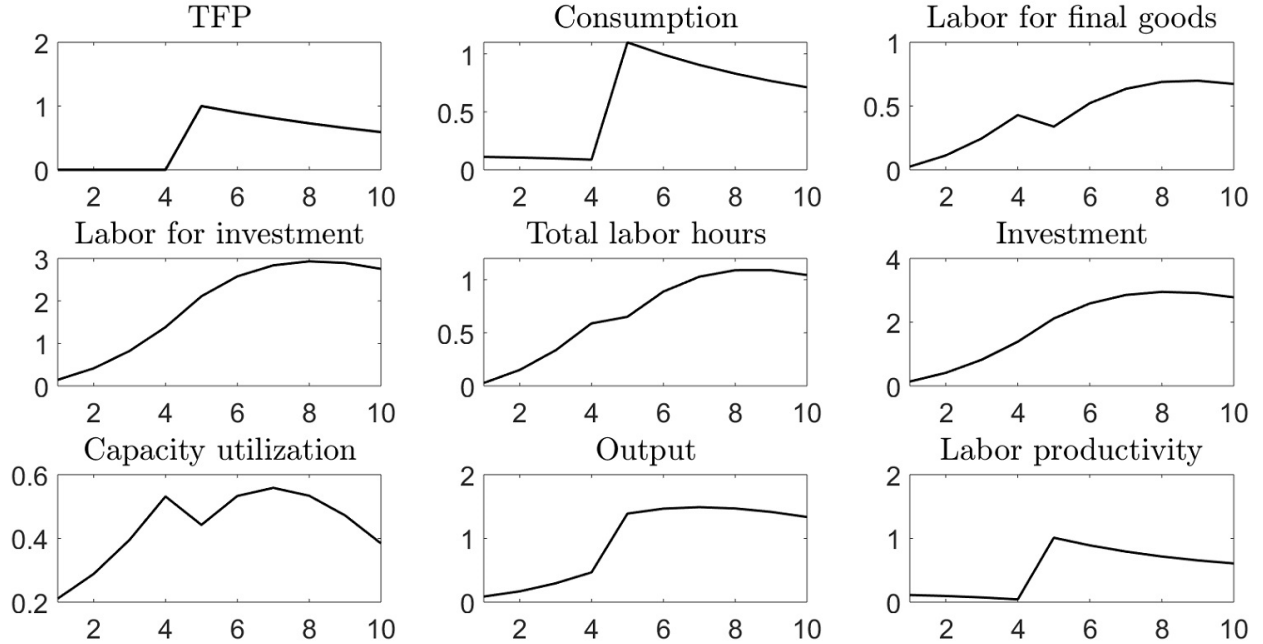 TFP
2
1
0
2 4 6 8 10
Consumption
1
0.5
0
2 4 6 8 10
Labor for final goods
1
0.5
0
2 4 6 8 10
Labor for investment
3
2
1
0
2 4 6 8 10
Total labor hours
1
0.5
0
2 4 6 8 10
Investment
4
2
0
2 4 6 8 10
Capacity utilization
0.6
0.4
0.2
2 4 6 8 10
Output
2
1
0
2 4 6 8 10
Labor productivity
2
1
0
2 4 6 8 10